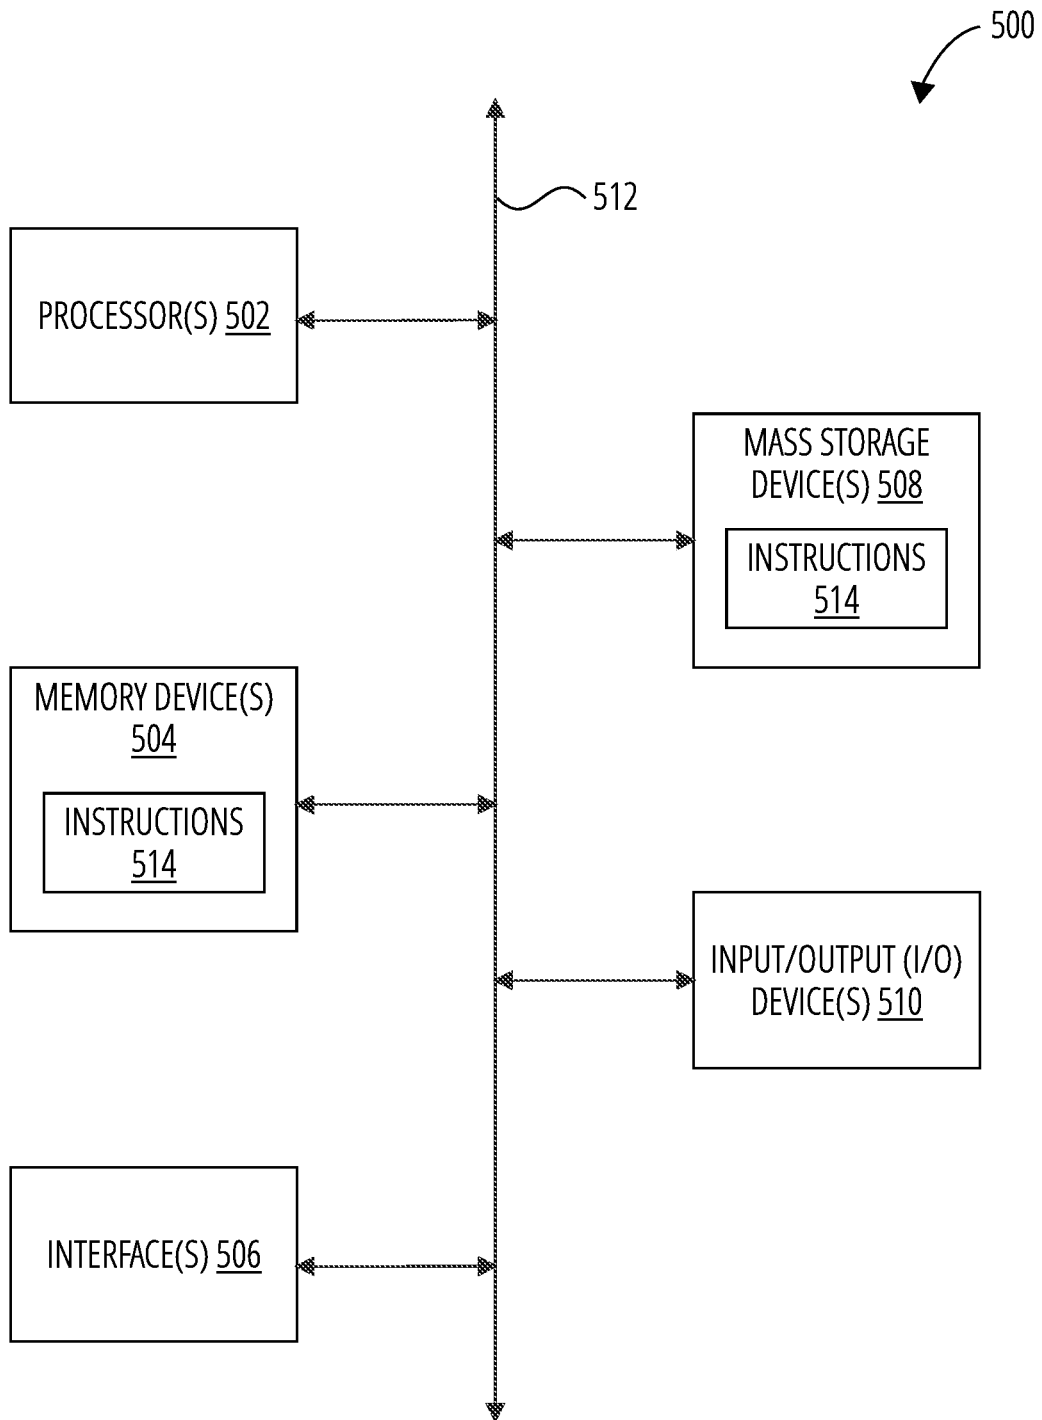 500
512
PROCESSOR(S) 502
MASS STORAGE
DEVICE(S) 508
INSTRUCTIONS
514
MEMORY DEVICE(S)
504
INSTRUCTIONS
514
INPUT/OUTPUT (I/O)
DEVICE(S) 510
INTERFACE(S) 506